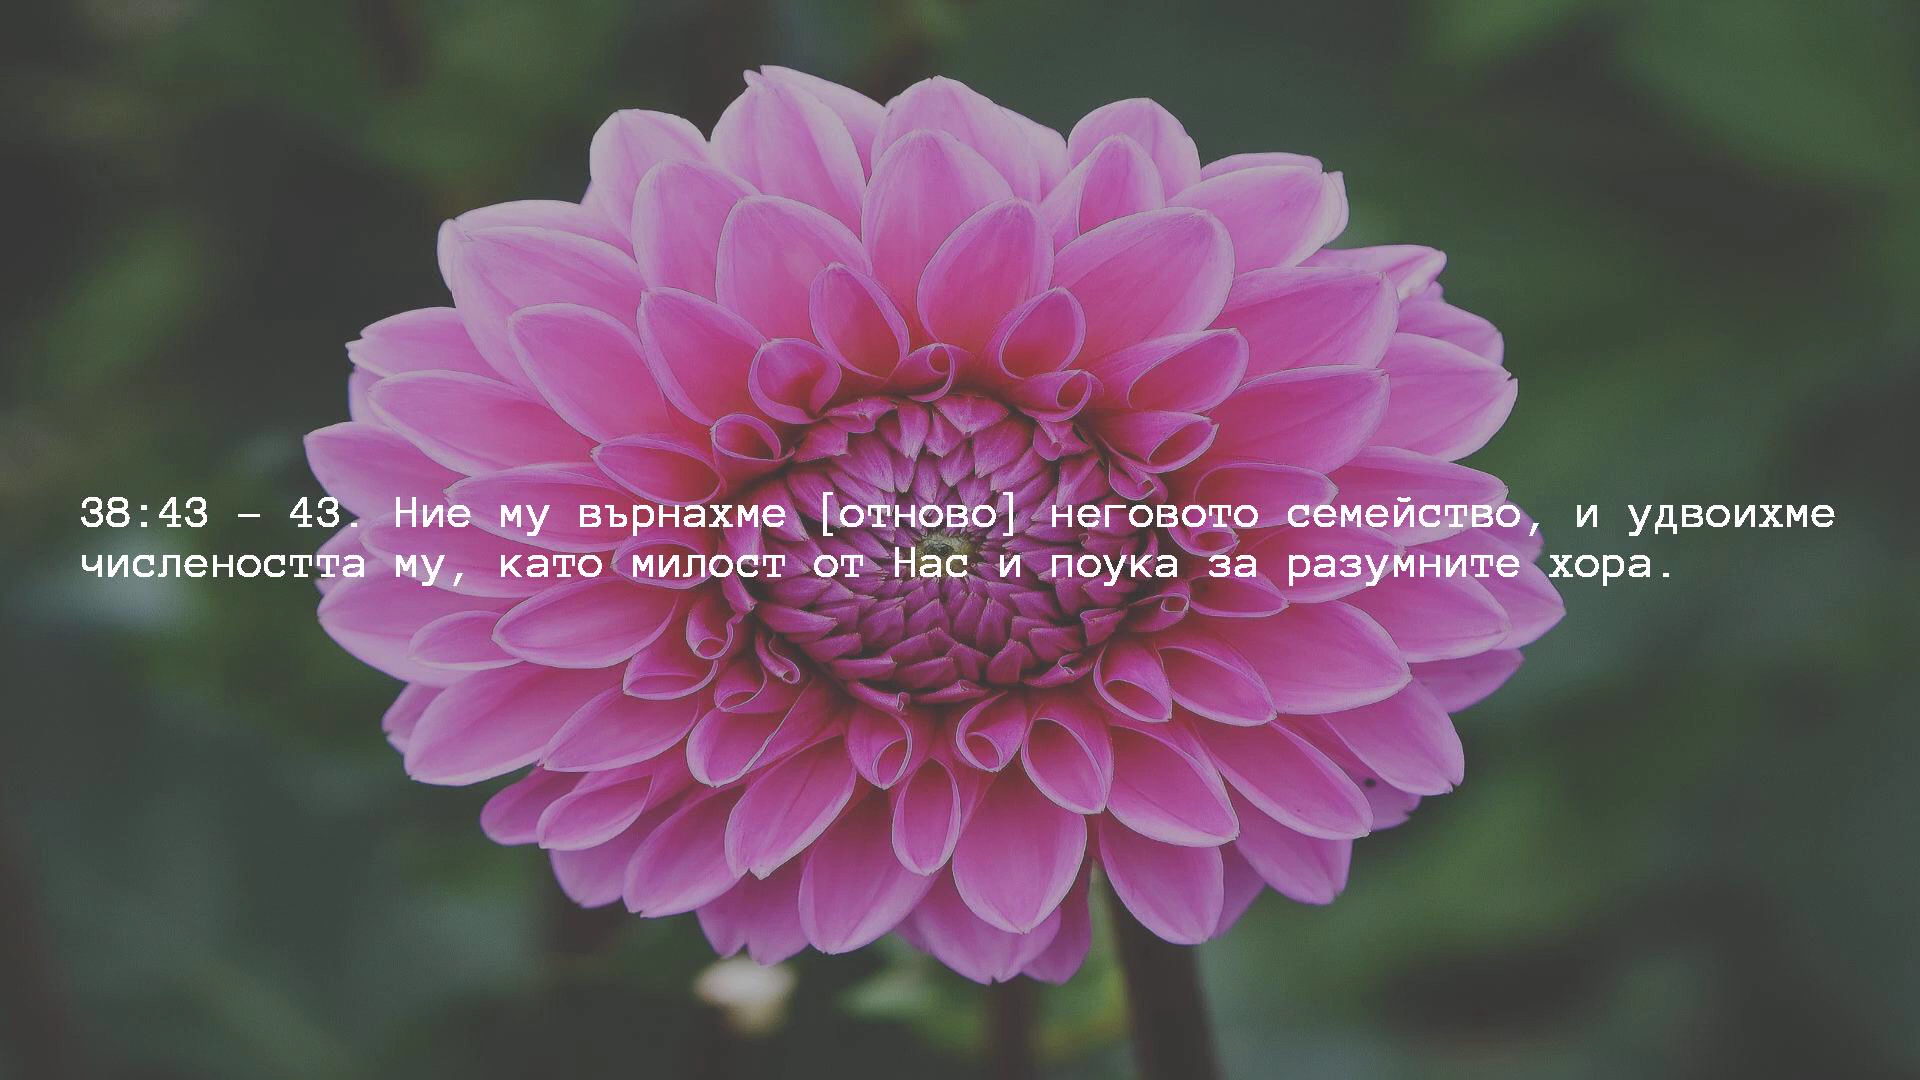 38:43 – 43. Ние му върнахме [отново] неговото семейство, и удвоихме
числеността му, като милост от Нас и поука за разумните хора.